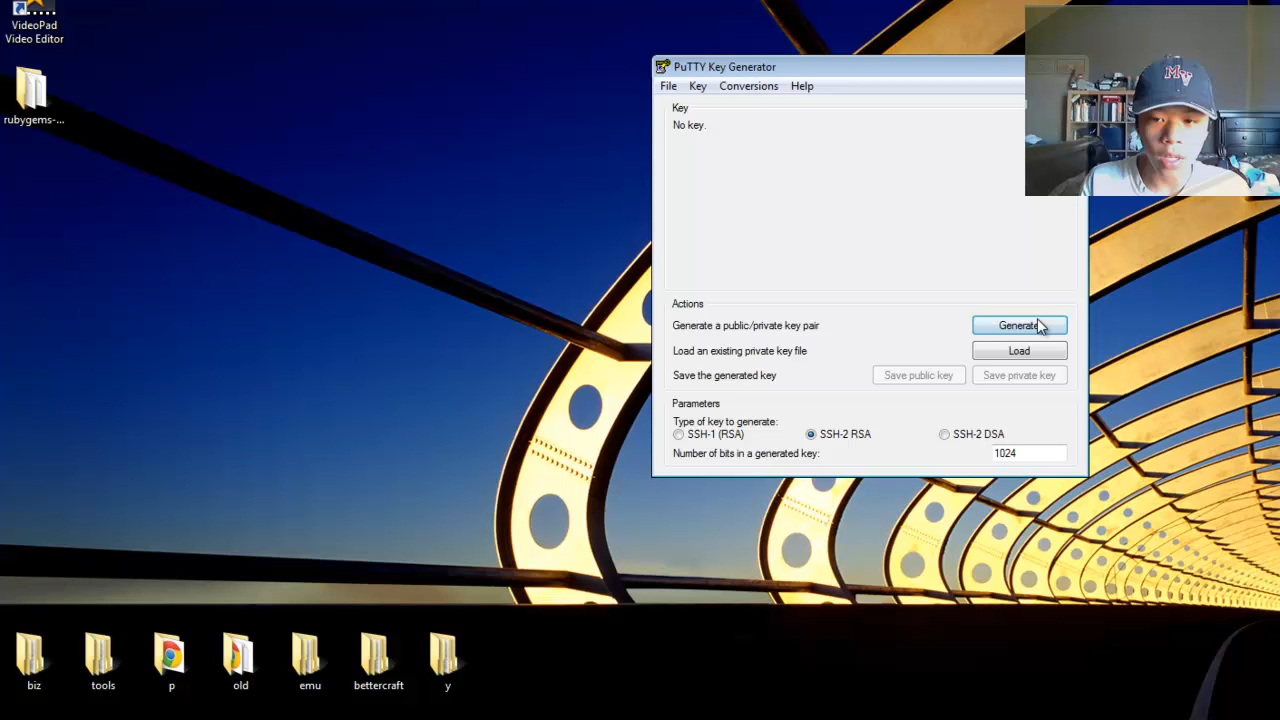 VideoPad
Video Editor
rubygems-...
PuTTY Key Generator
File Key Conversions Help
Key
No key.
Actions
Generate a public/private key pair
Generate
Load an existing private key file
Load
Save the generated key
Save public key
Save private key
Parameters
Type of key to generate:
SSH-1 (RSA)
SSH-2 RSA
SSH-2 DSA
Number of bits in a generated key:
1024
MV
biz
tools
p
old
emu
bettercraft
y